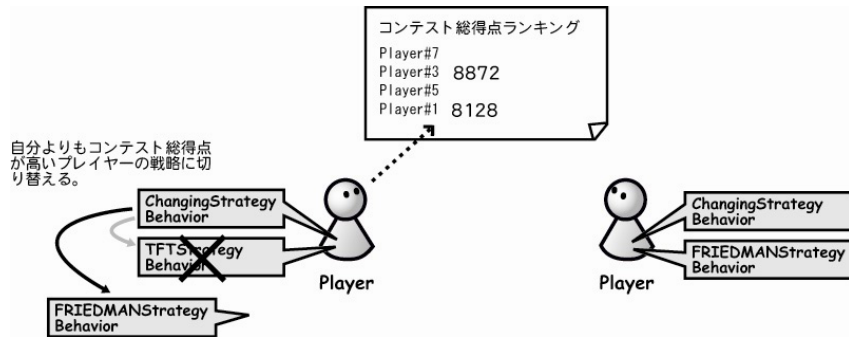 コンテスト総得点ランキング
Player#7
Player#3 8872
Player#5
Player#1 8128
自分よりもコンテスト総得点
が高いプレイヤーの戦略に切
り替える。
ChangingStrategy
Behavior
TFTStrategy
Behavior
Player
FRIEDMANStrategy
Behavior
ChangingStrategy
Behavior
FRIEDMANStrategy
Behavior
Player